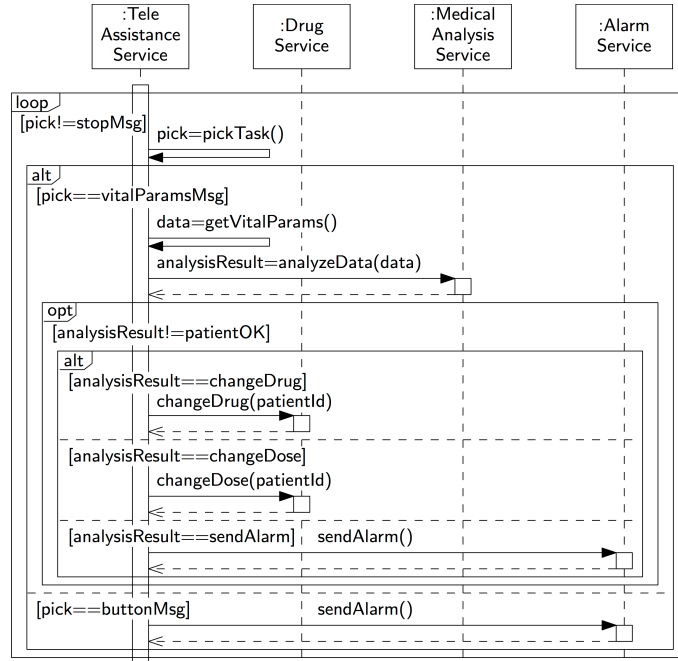 :Tele
Assistance
Service
:Drug
Service
:Medical
Analysis
Service
:Alarm
Service
loop
[pick!=stopMsg]
pick=pickTask()
alt
[pick==vitalParamsMsg]
data=getVitalParams()
analysisResult=analyzeData(data)
opt
[analysisResult!=patientOK]
alt
[analysisResult==changeDrug]
changeDrug(patientId)
[analysisResult==changeDose]
changeDose(patientId)
[analysisResult==sendAlarm] sendAlarm()
[pick==buttonMsg] sendAlarm()